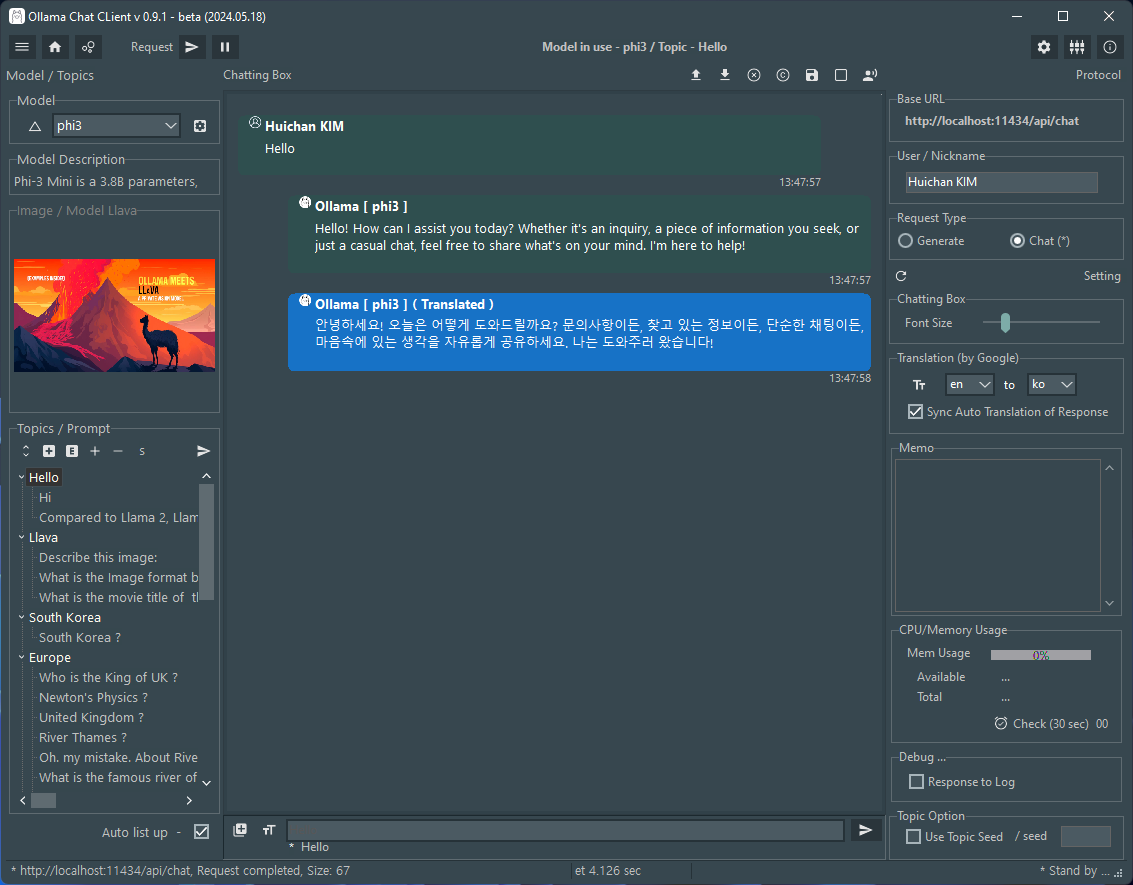 Ollama Chat CLient v 0.9.1 - beta (2024.05.18)
Request
Model in use - phi3 / Topic - Hello
Model / Topics
Chatting Box
Protocol
Model
phi3
Model Description
Phi-3 Mini is a 3.8B parameters,
Image / Model Llava
(EXAMPLES INSIDE!)
OLLAMA MEETS
LLaVA
A PRIVATE VISION MODEL
Topics / Prompt
E
S
Hello
Hi
Compared to Llama 2, Llam
Llava
Describe this image:
What is the Image format b
What is the movie title of th
South Korea
South Korea ?
Europe
Who is the King of UK ?
Newton's Physics ?
United Kingdom ?
River Thames ?
Oh. my mistake. About Rive
What is the famous river of
Auto list up -
Huichan KIM
Hello
13:47:57
Ollama [ phi3 ]
Hello! How can I assist you today? Whether it's an inquiry, a piece of information you seek, or
just a casual chat, feel free to share what's on your mind. I'm here to help!
13:47:57
Ollama [ phi3 ] ( Translated )
안녕하세요! 오늘은 어떻게 도와드릴까요? 문의사항이든, 찾고 있는 정보이든, 단순한 채팅이든,
마음속에 있는 생각을 자유롭게 공유하세요. 나는 도와주러 왔습니다!
13:47:58
* Hello
Base URL
http://localhost:11434/api/chat
User / Nickname
Huichan KIM
Request Type
Generate
Chat (*)
Setting
Chatting Box
Font Size
Translation (by Google)
en
to
ko
Sync Auto Translation of Response
Memo
CPU/Memory Usage
Mem Usage
0%
Available
...
Total
...
Check (30 sec) 00
Debug ...
Response to Log
Topic Option
Use Topic Seed
/ seed
* http://localhost:11434/api/chat, Request completed, Size: 67
et 4.126 sec
* Stand by ...